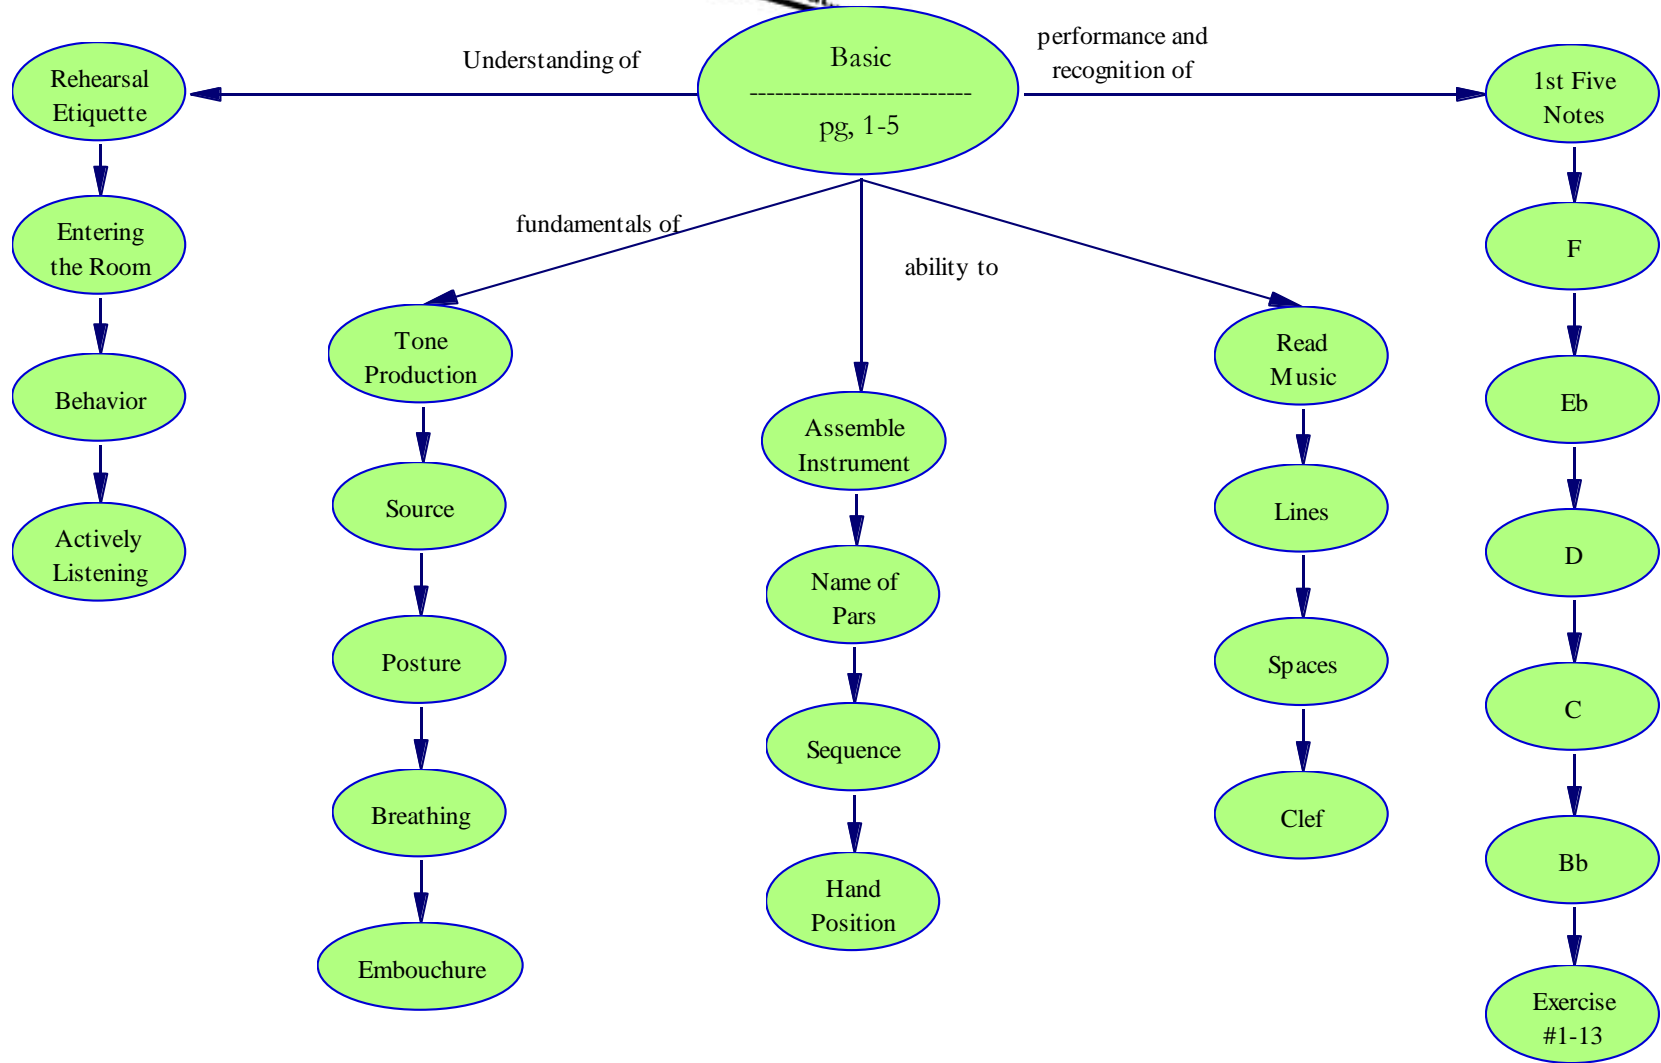 Basic
---------------------------
pg, 1-5
Understanding of
Rehearsal
Etiquette
Entering
the Room
Behavior
Actively
Listening
fundamentals of
Tone
Production
Source
Posture
Breathing
Embouchure
ability to
Assemble
Instrument
Name of
Pars
Sequence
Hand
Position
Read
Music
Lines
Spaces
Clef
performance and
recognition of
1st Five
Notes
F
Eb
D
C
Bb
Exercise
#1-13